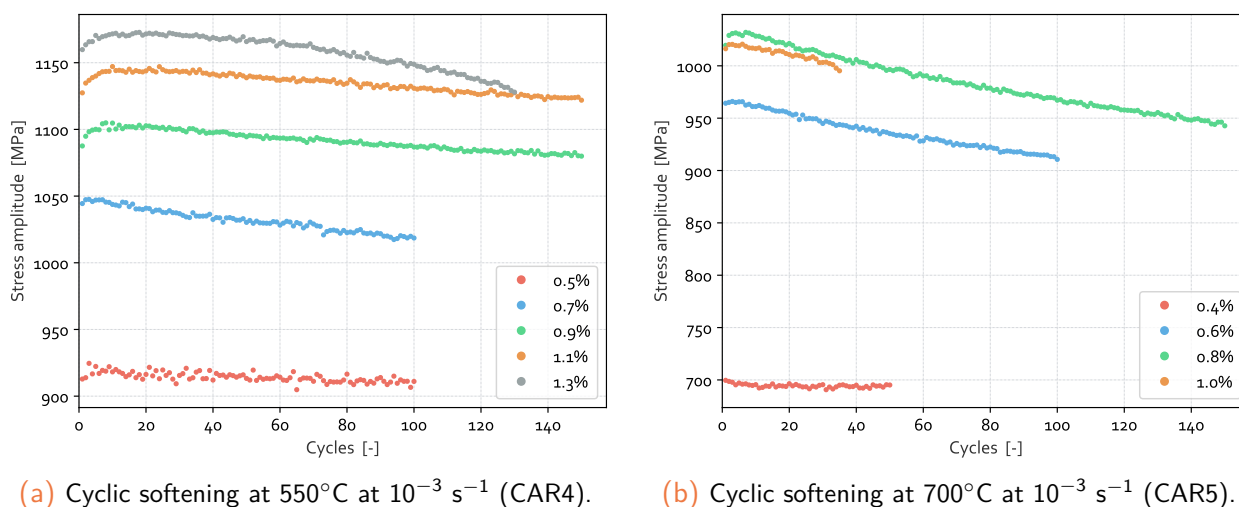 1150
1100
1050
1000
950
900
0 20 40 60 80 100 120 140
Stress amplitude [MPa]
Cycles [-]
0.5%
0.7%
0.9%
1.1%
1.3%
(a) Cyclic softening at 550°C at 10⁻³ s⁻¹ (CAR4).
1000
950
900
850
800
750
700
0 20 40 60 80 100 120 140
Stress amplitude [MPa]
Cycles [-]
0.4%
0.6%
0.8%
1.0%
(b) Cyclic softening at 700°C at 10⁻³ s⁻¹ (CAR5).